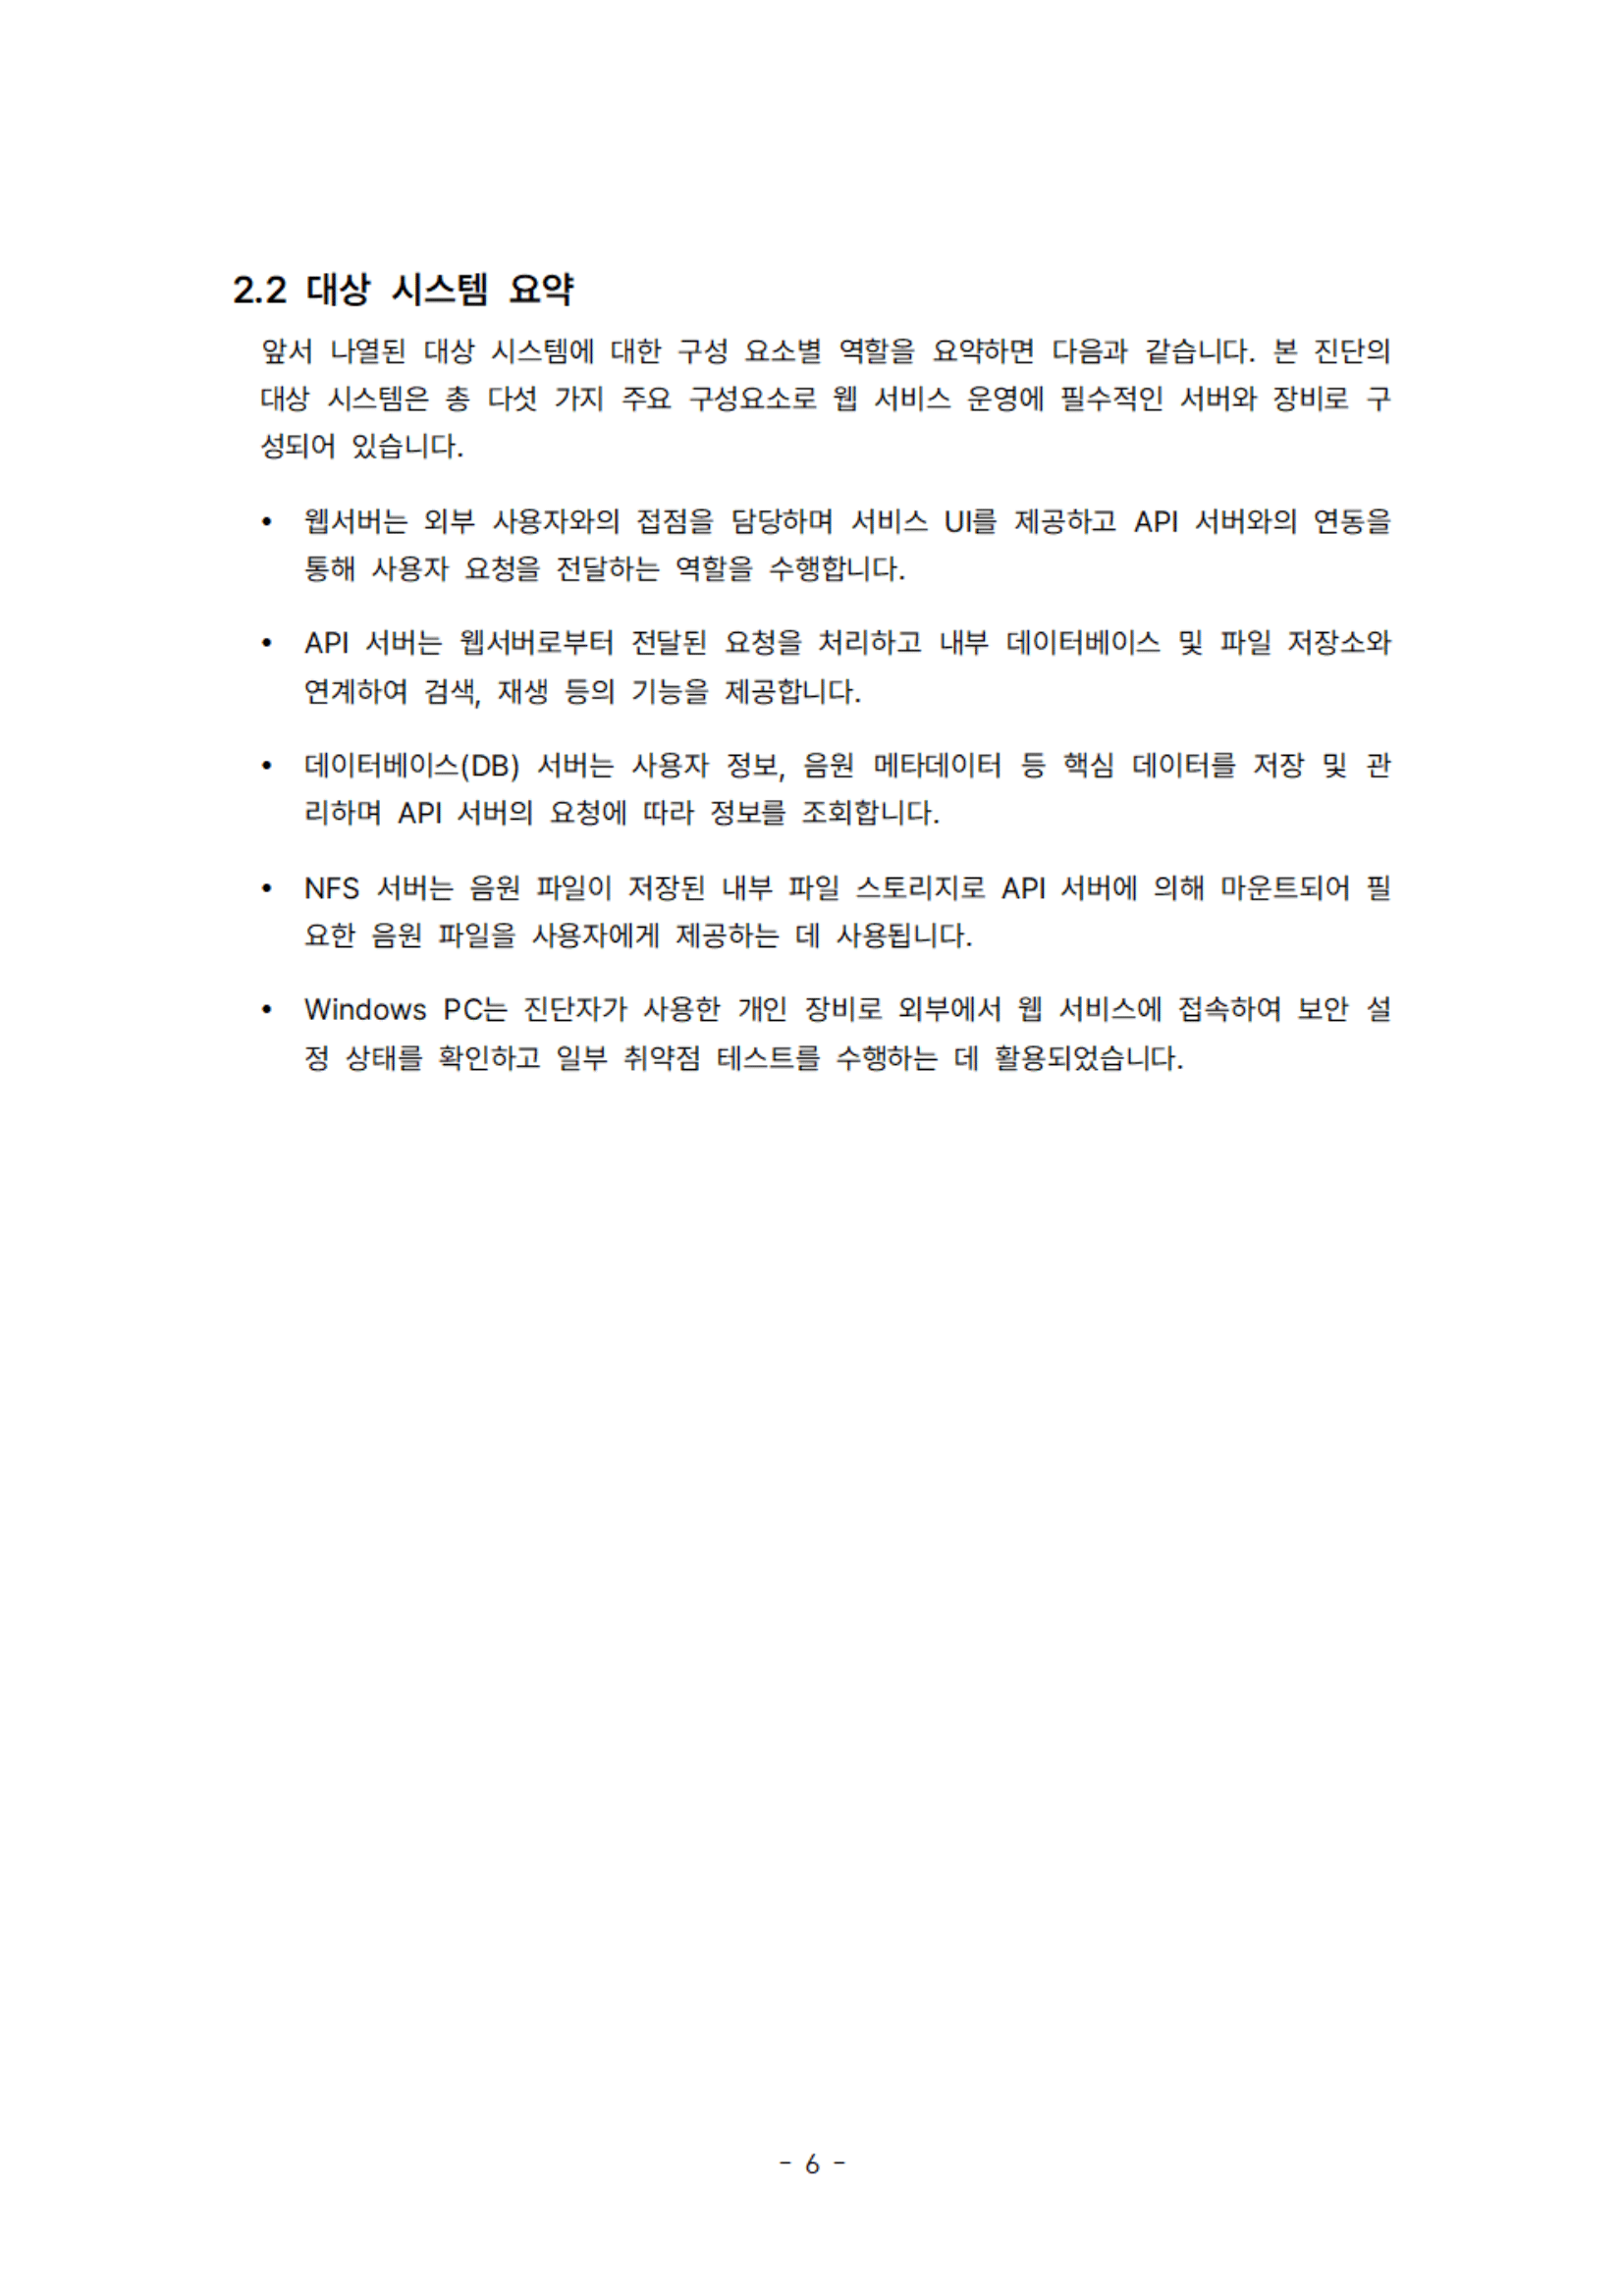 2.2 대상 시스템 요약
앞서 나열된 대상 시스템에 대한 구성 요소별 역할을 요약하면 다음과 같습니다. 본 진단의
대상 시스템은 총 다섯 가지 주요 구성요소로 웹 서비스 운영에 필수적인 서버와 장비로 구
성되어 있습니다.
• 웹서버는 외부 사용자와의 접점을 담당하며 서비스 UI를 제공하고 API 서버와의 연동을
통해 사용자 요청을 전달하는 역할을 수행합니다.
• API 서버는 웹서버로부터 전달된 요청을 처리하고 내부 데이터베이스 및 파일 저장소와
연계하여 검색, 재생 등의 기능을 제공합니다.
• 데이터베이스(DB) 서버는 사용자 정보, 음원 메타데이터 등 핵심 데이터를 저장 및 관
리하며 API 서버의 요청에 따라 정보를 조회합니다.
• NFS 서버는 음원 파일이 저장된 내부 파일 스토리지로 API 서버에 의해 마운트되어 필
요한 음원 파일을 사용자에게 제공하는 데 사용됩니다.
• Windows PC는 진단자가 사용한 개인 장비로 외부에서 웹 서비스에 접속하여 보안 설
정 상태를 확인하고 일부 취약점 테스트를 수행하는 데 활용되었습니다.
- 6 -